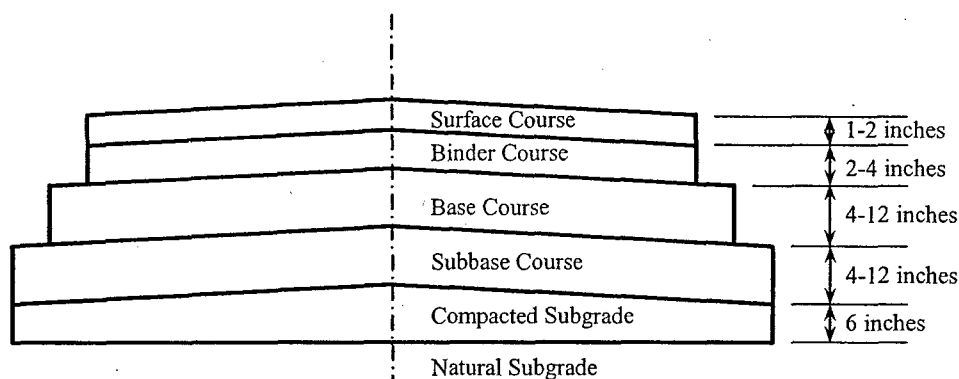 Surface Course
1-2 inches
Binder Course
2-4 inches
Base Course
4-12 inches
Subbase Course
4-12 inches
Compacted Subgrade
6 inches
Natural Subgrade